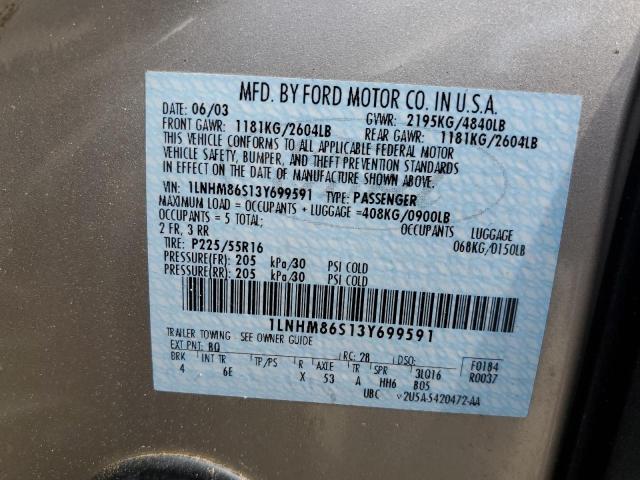 MFD. BY FORD MOTOR CO. IN U.S.A.
DATE: 06/03 GVWR: 2195KG/4840LB
FRONT GAWR: 1181KG/2604LB REAR GAWR: 1181KG/2604LB
THIS VEHICLE CONFORMS TO ALL APPLICABLE FEDERAL MOTOR
VEHICLE SAFETY, BUMPER, AND THEFT PREVENTION STANDARDS
IN EFFECT ON THE DATE OF MANUFACTURE SHOWN ABOVE.
VIN: 1LNHM86S13Y699591 TYPE: PASSENGER
MAXIMUM LOAD = OCCUPANTS + LUGGAGE = 408KG/0900LB
OCCUPANTS = 5 TOTAL; LUGGAGE
2 FR, 3 RR 068KG/0150LB
TIRE: P225/55R16
PRESSURE(FR) 205 kPa/30 PSI COLD
PRESSURE(RR) 205 kPa/30 PSI COLD
1LNHM86S13Y699591
TRAILER TOWING - SEE OWNER GUIDE
EXT PNT: BQ RC: 28 DSO: F0184
BRK INT TR TP/PS R AXLE TR SPR 3LQ16 R0037
4 6E X 53 A HH6 B05
UBC v2U5A-5420472-AA